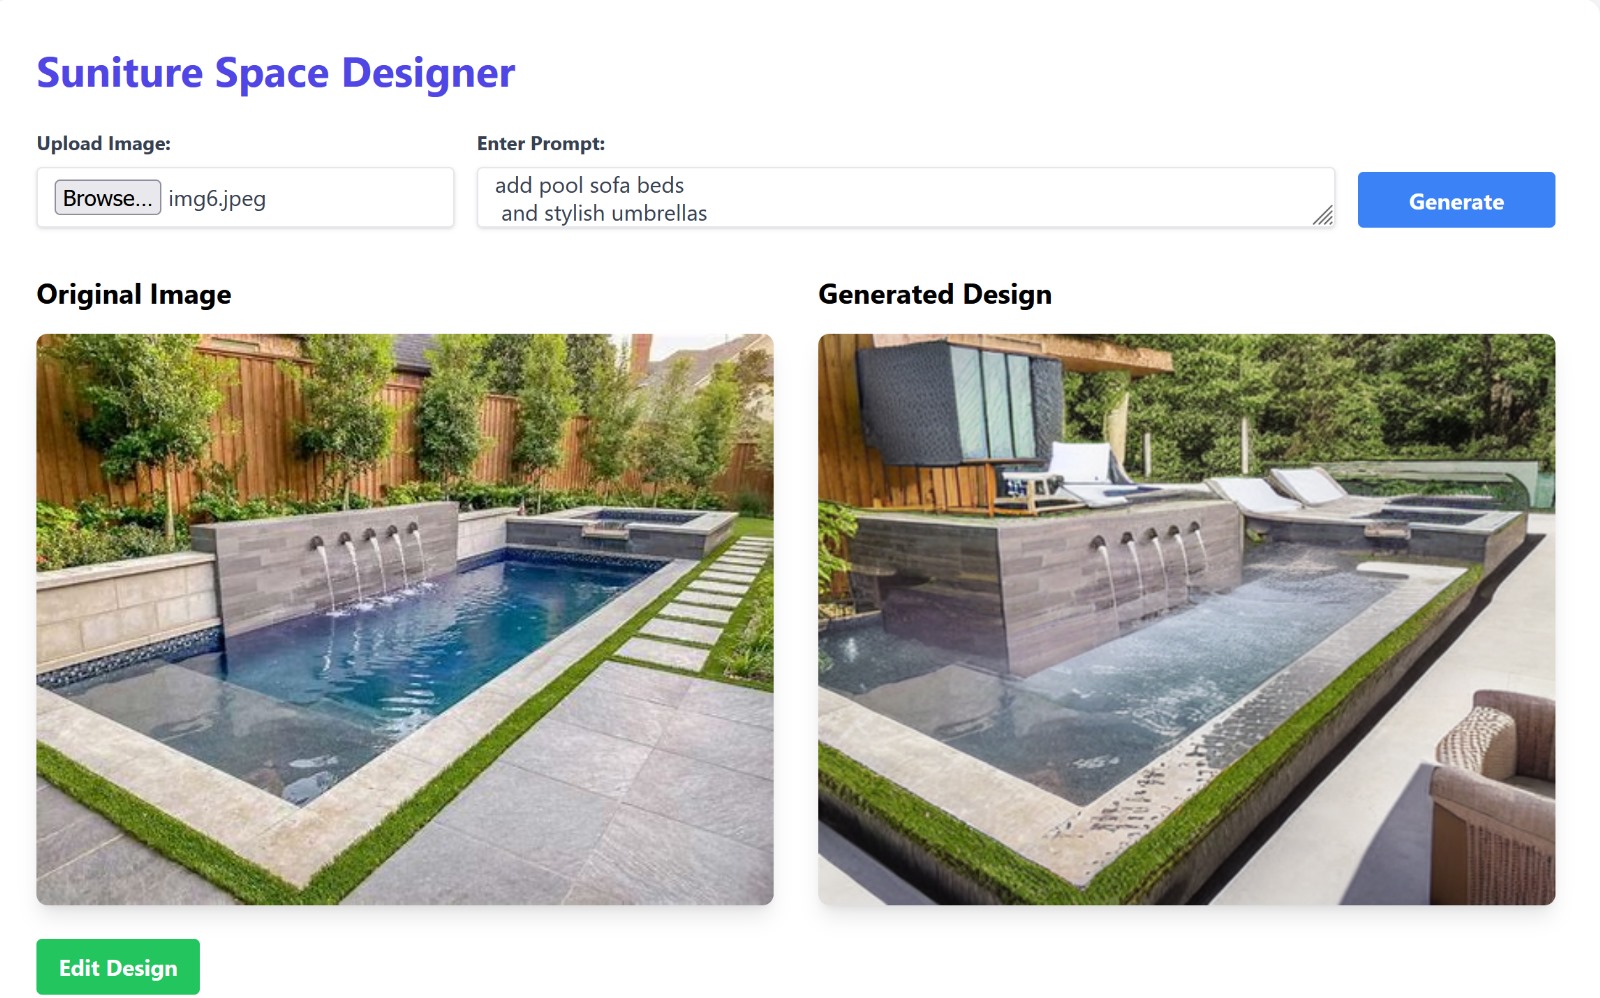 Suniture Space Designer
Upload Image:
Enter Prompt:
Browse... img6.jpeg
add pool sofa beds
and stylish umbrellas
Generate
Original Image
Generated Design
Edit Design